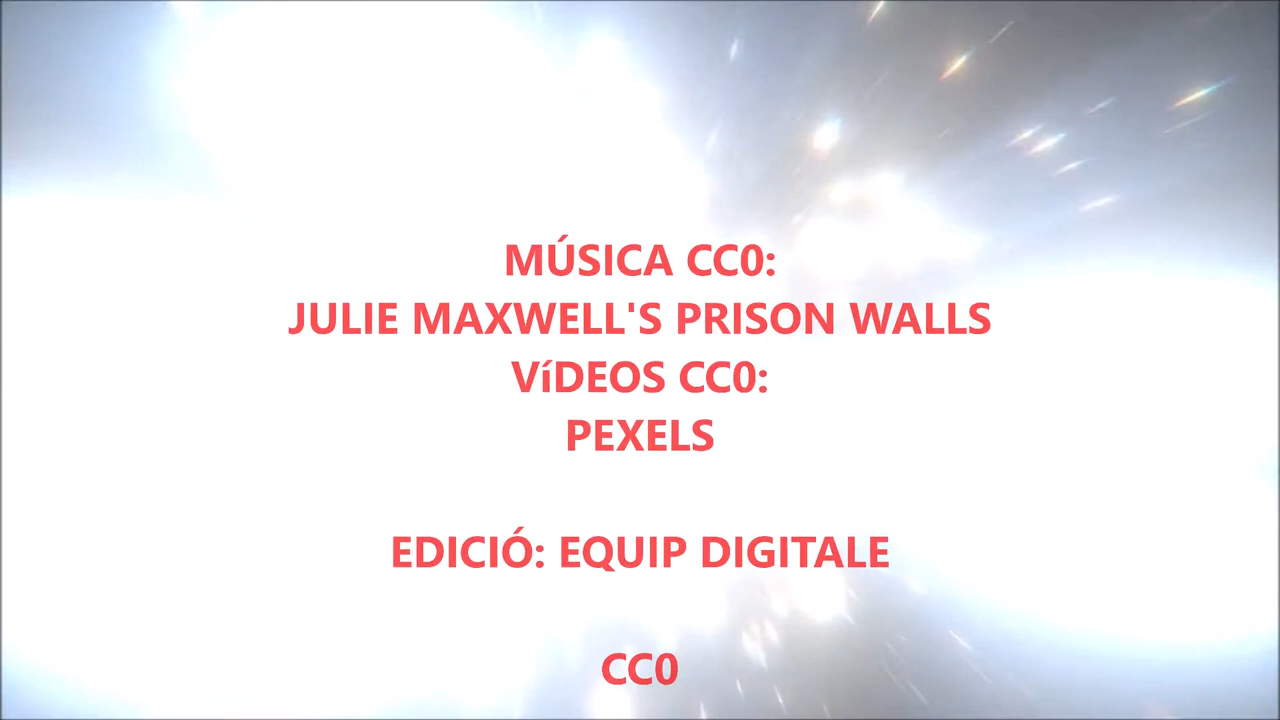 MÚSICA CC0:
JULIE MAXWELL'S PRISON WALLS
VíDEOS CC0:
PEXELS
EDICIÓ: EQUIP DIGITALE
CC0